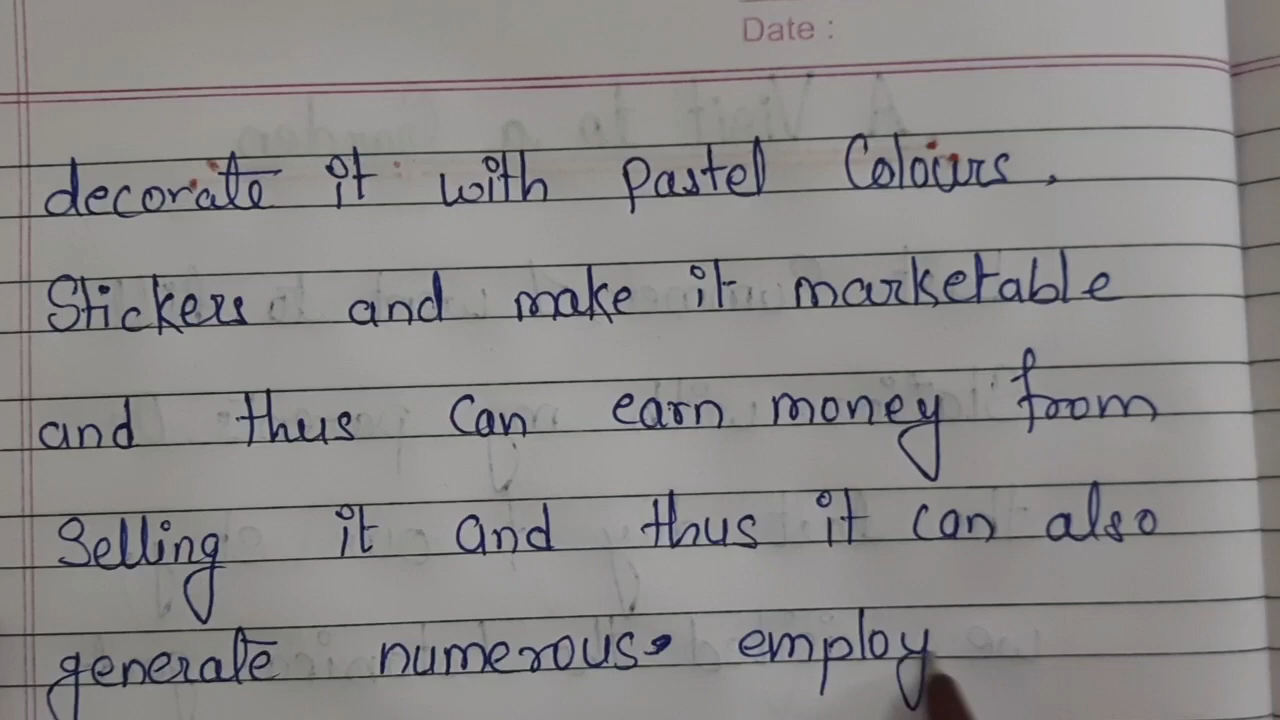 Date :
decorate it with pastel Colours,
Stickers and make it marketable
and thus Can earn money from
Selling it and thus it can also
generate numerous employ